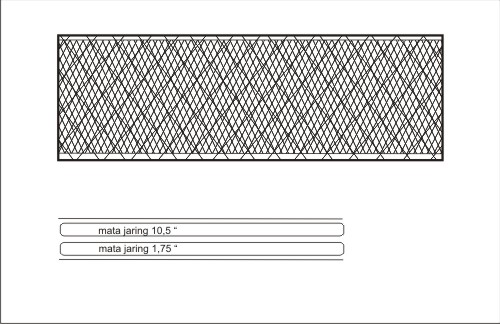 mata jaring 10,5 “
mata jaring 1,75 “